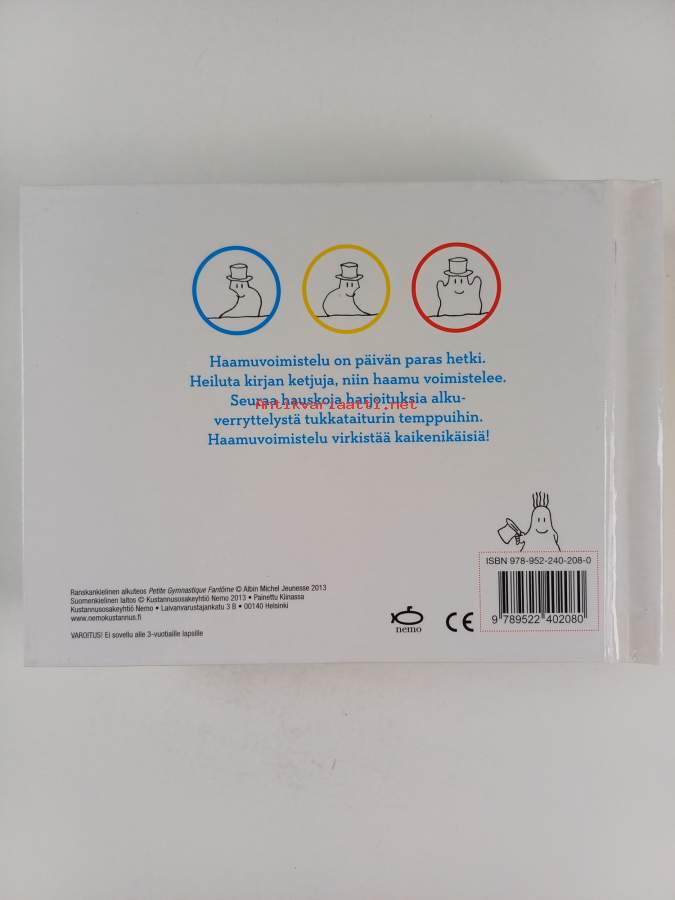 Haamuvoimistelu on päivän paras hetki.
Heiluta kirjan ketjuja, niin haamu voimistelee.
Seuraa hauskoja harjoituksia alku-
Antikvariaatti.net
verryttelystä tukkataiturin temppuihin.
Haamuvoimistelu virkistää kaikenikäisiä!
ISBN 978-952-240-208-0
9 789522 402080
Ranskankielinen alkuteos Petite Gymnastique Fantôme © Albin Michel Jeunesse 2013
Suomenkielinen laitos © Kustannusosakeyhtiö Nemo 2013 • Painettu Kiinassa
Kustannusosakeyhtiö Nemo • Laivanvarustajankatu 3 B • 00140 Helsinki
www.nemokustannus.fi
VAROITUS! Ei sovellu alle 3-vuotiaille lapsille
nemo
CE